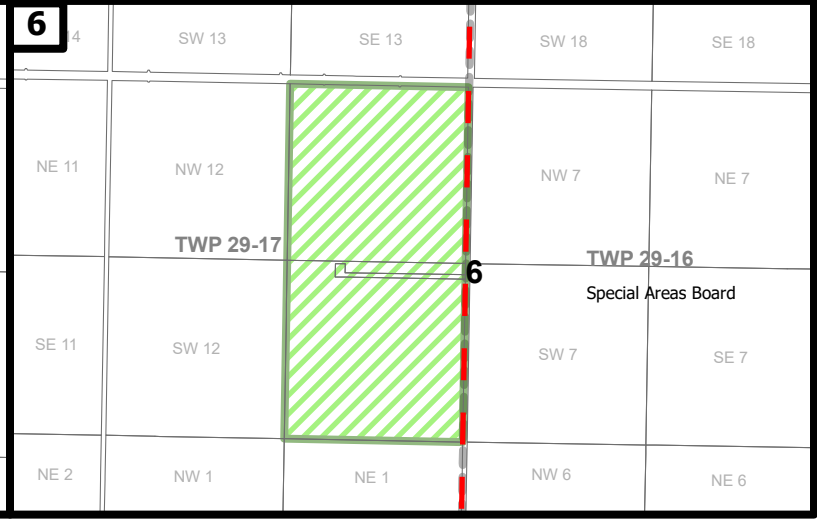 6
4
SW 13
SE 13
SW 18
SE 18
NE 11
NW 12
NW 7
NE 7
TWP 29-17
TWP 29-16
6
Special Areas Board
SE 11
SW 12
SW 7
SE 7
NE 2
NW 1
NE 1
NW 6
NE 6